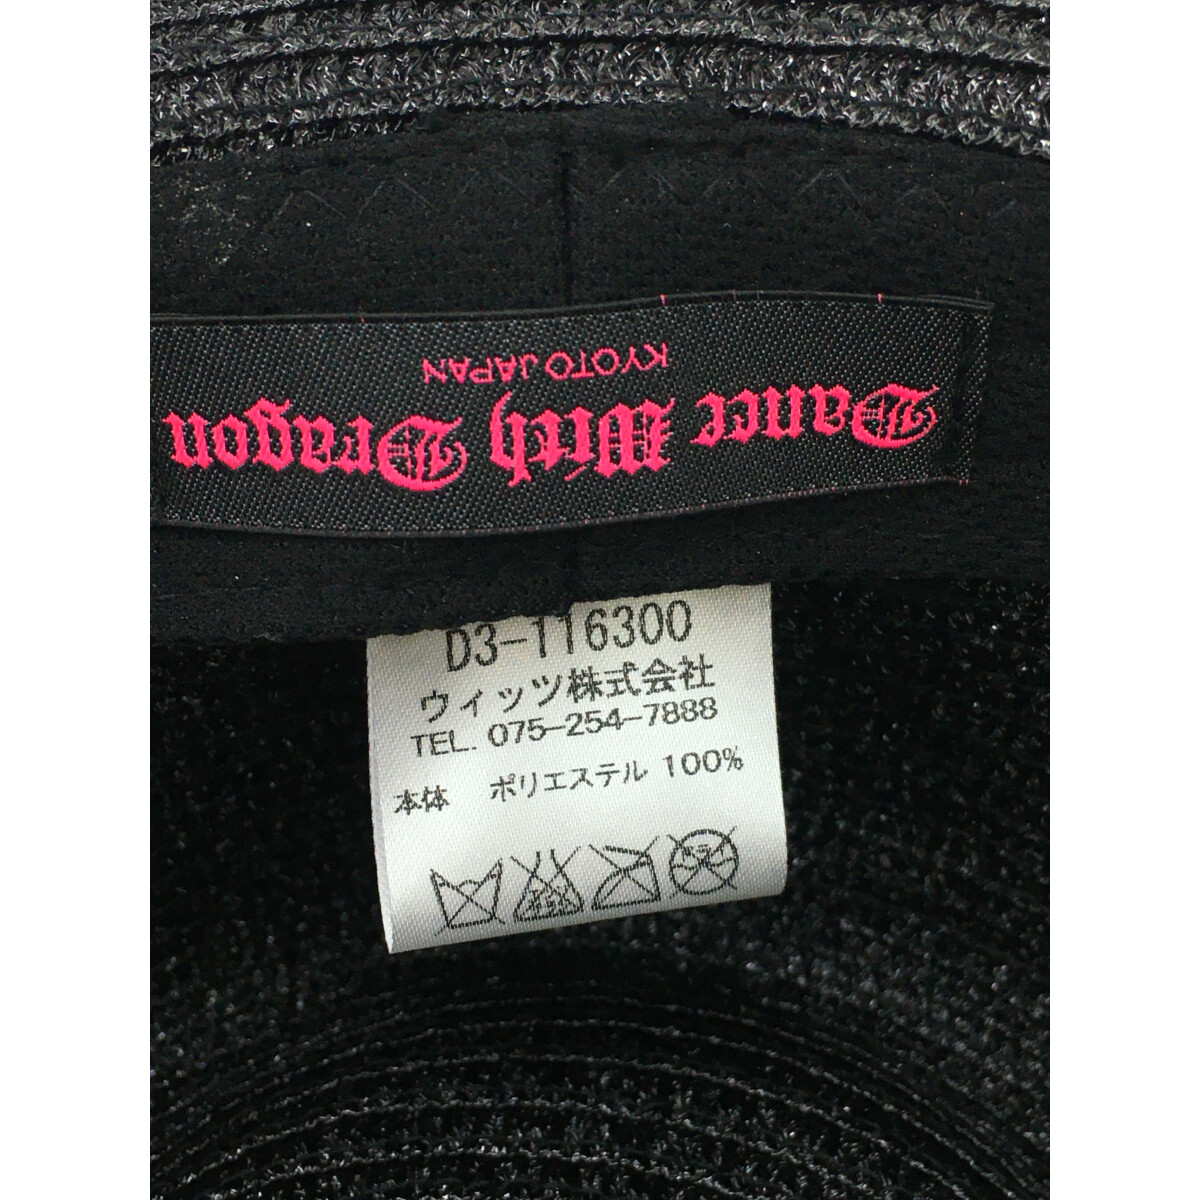 Dance With Dragon
KYOTO JAPAN
D3-116300
ウィッツ株式会社
TEL. 075-254-7888
本体 ポリエステル 100%